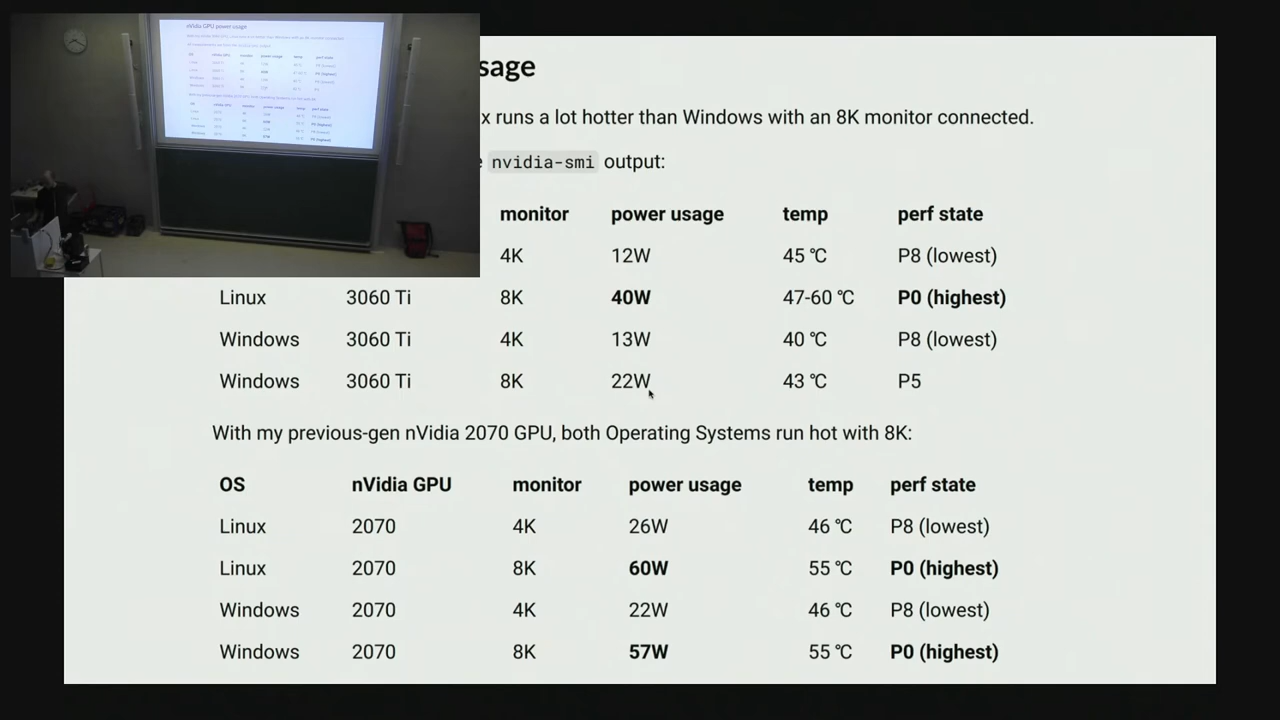 sage
x runs a lot hotter than Windows with an 8K monitor connected.
nvidia-smi output:
monitor power usage temp perf state
4K 12W 45 °C P8 (lowest)
Linux 3060 Ti 8K 40W 47-60 °C P0 (highest)
Windows 3060 Ti 4K 13W 40 °C P8 (lowest)
Windows 3060 Ti 8K 22W 43 °C P5
With my previous-gen nVidia 2070 GPU, both Operating Systems run hot with 8K:
OS nVidia GPU monitor power usage temp perf state
Linux 2070 4K 26W 46 °C P8 (lowest)
Linux 2070 8K 60W 55 °C P0 (highest)
Windows 2070 4K 22W 46 °C P8 (lowest)
Windows 2070 8K 57W 55 °C P0 (highest)
nVidia GPU power usage